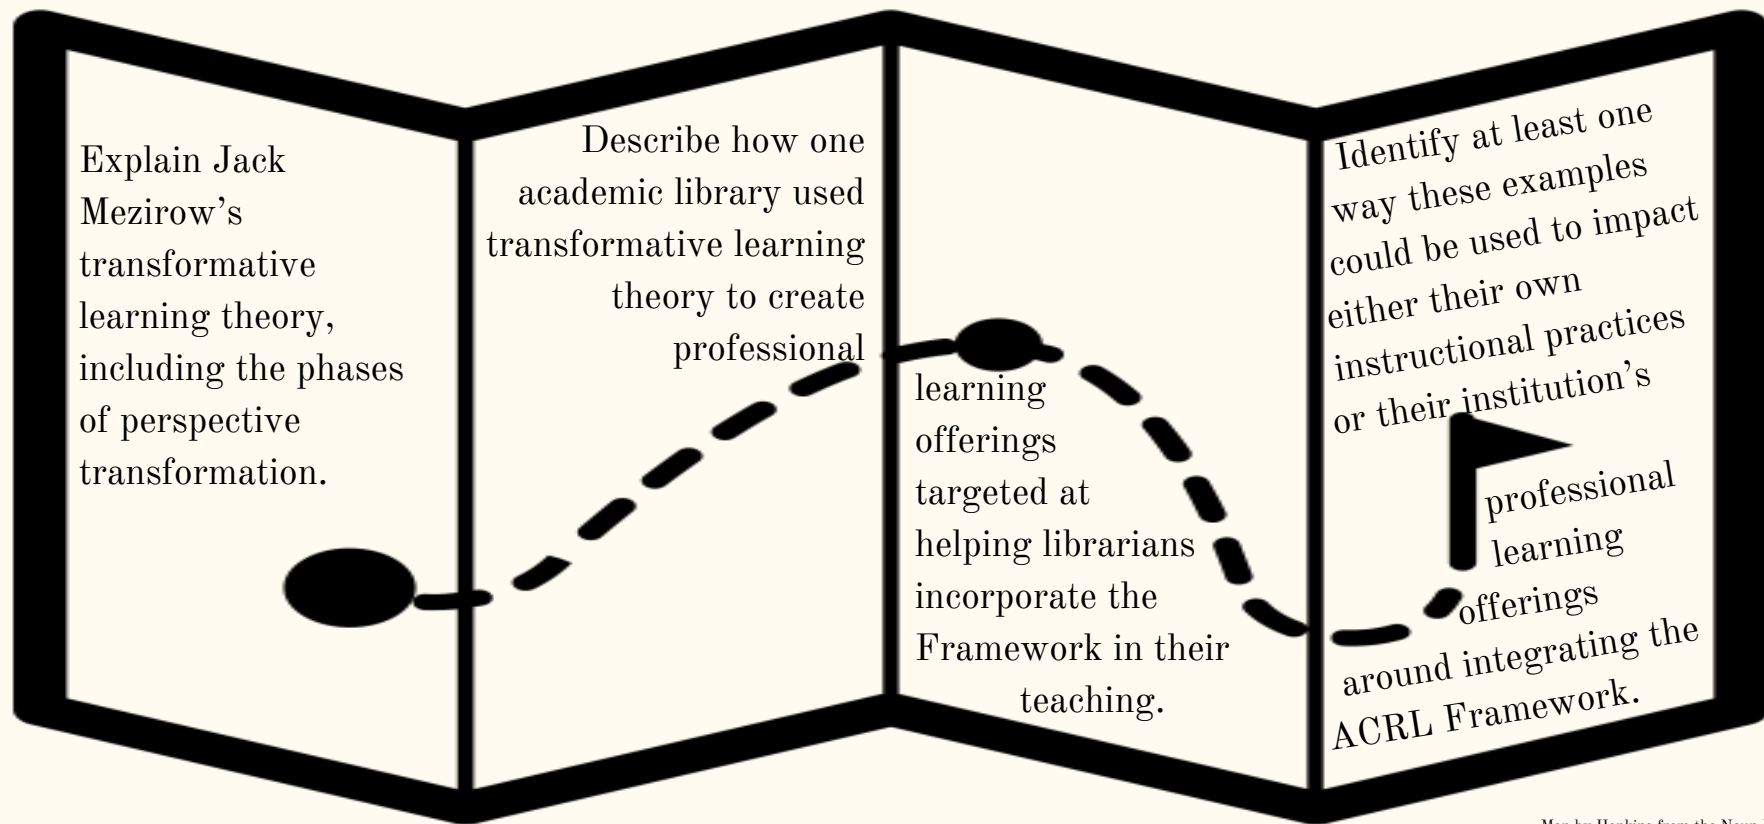 Explain Jack
Mezirow's
transformative
learning theory,
including the phases
of perspective
transformation.
Describe how one
academic library used
transformative learning
theory to create
professional
learning
offerings
targeted at
helping librarians
incorporate the
Framework in their
teaching.
Identify at least one
way these examples
could be used to impact
either their own
instructional practices
or their institution's
professional
learning
offerings
around integrating the
ACRL Framework.